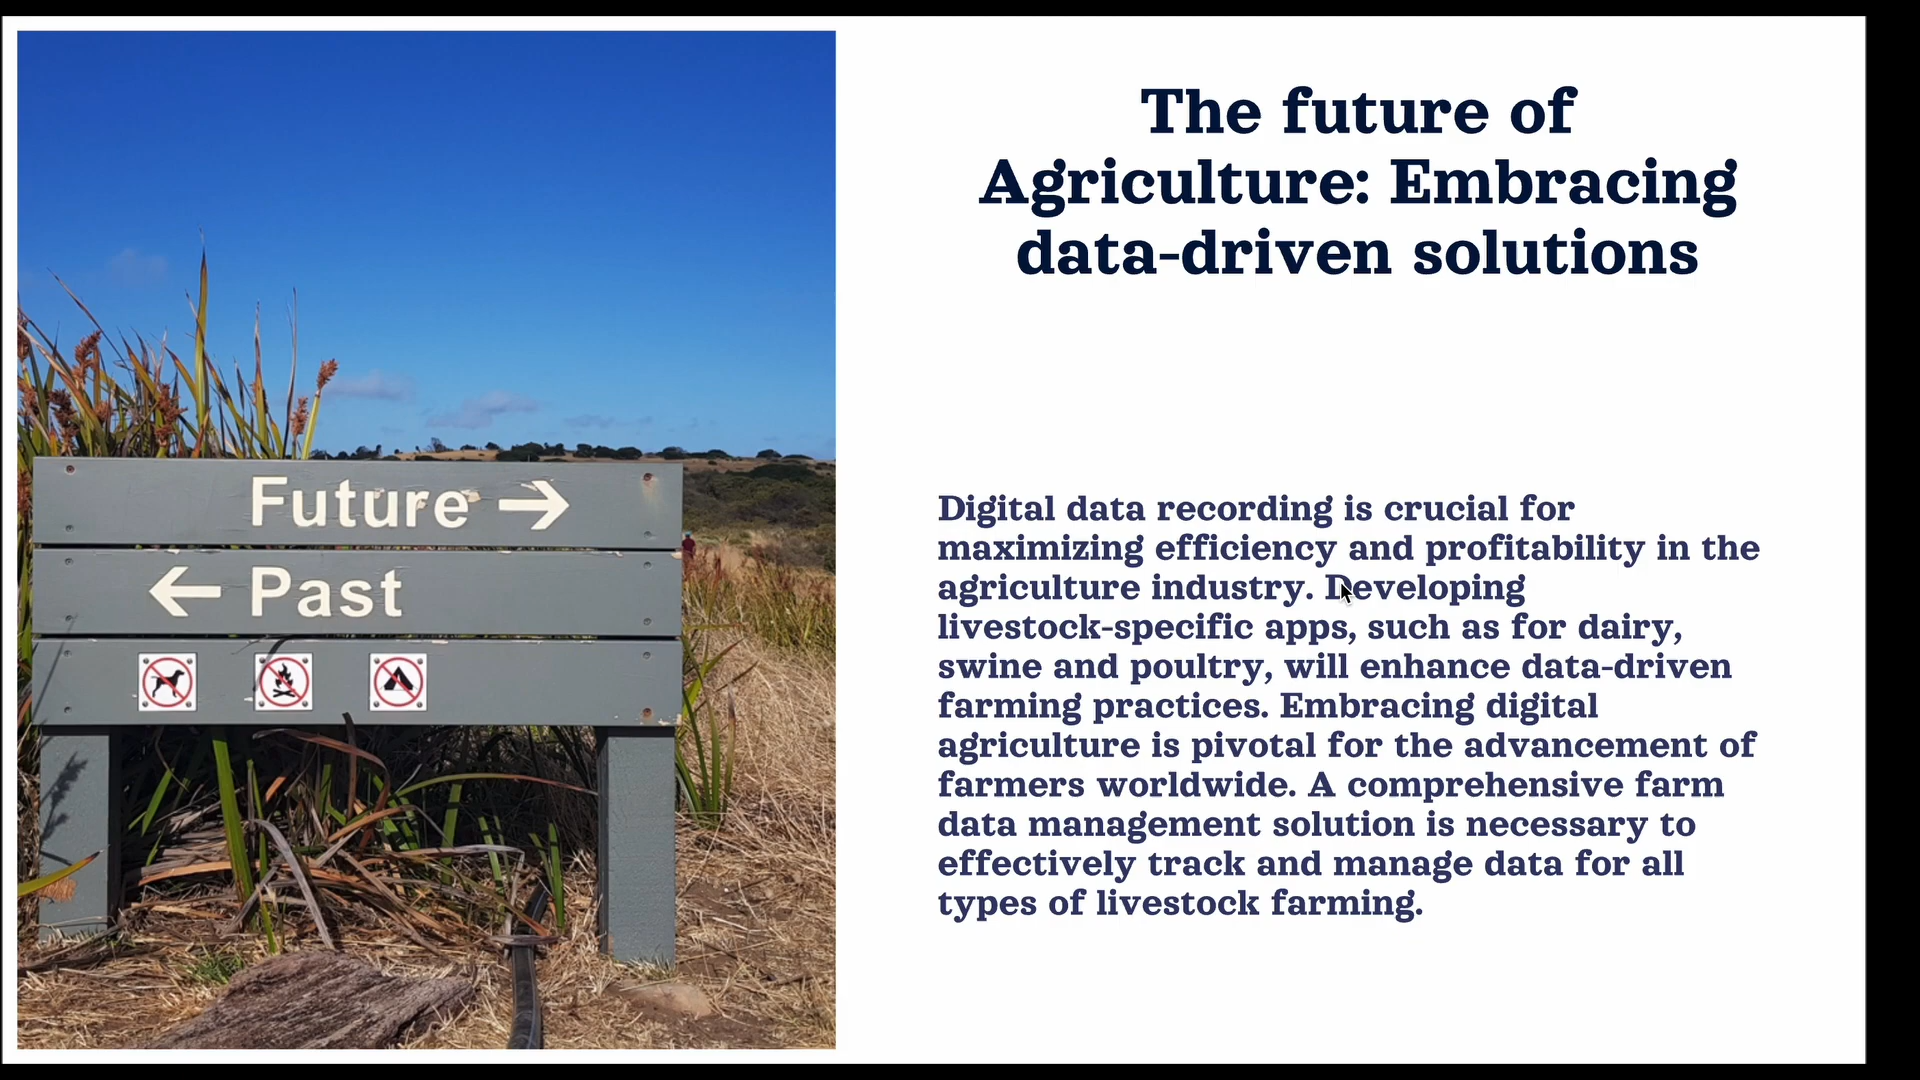 The future of
Agriculture: Embracing
data-driven solutions
Future →
← Past
Digital data recording is crucial for
maximizing efficiency and profitability in the
agriculture industry. Developing
livestock-specific apps, such as for dairy,
swine and poultry, will enhance data-driven
farming practices. Embracing digital
agriculture is pivotal for the advancement of
farmers worldwide. A comprehensive farm
data management solution is necessary to
effectively track and manage data for all
types of livestock farming.